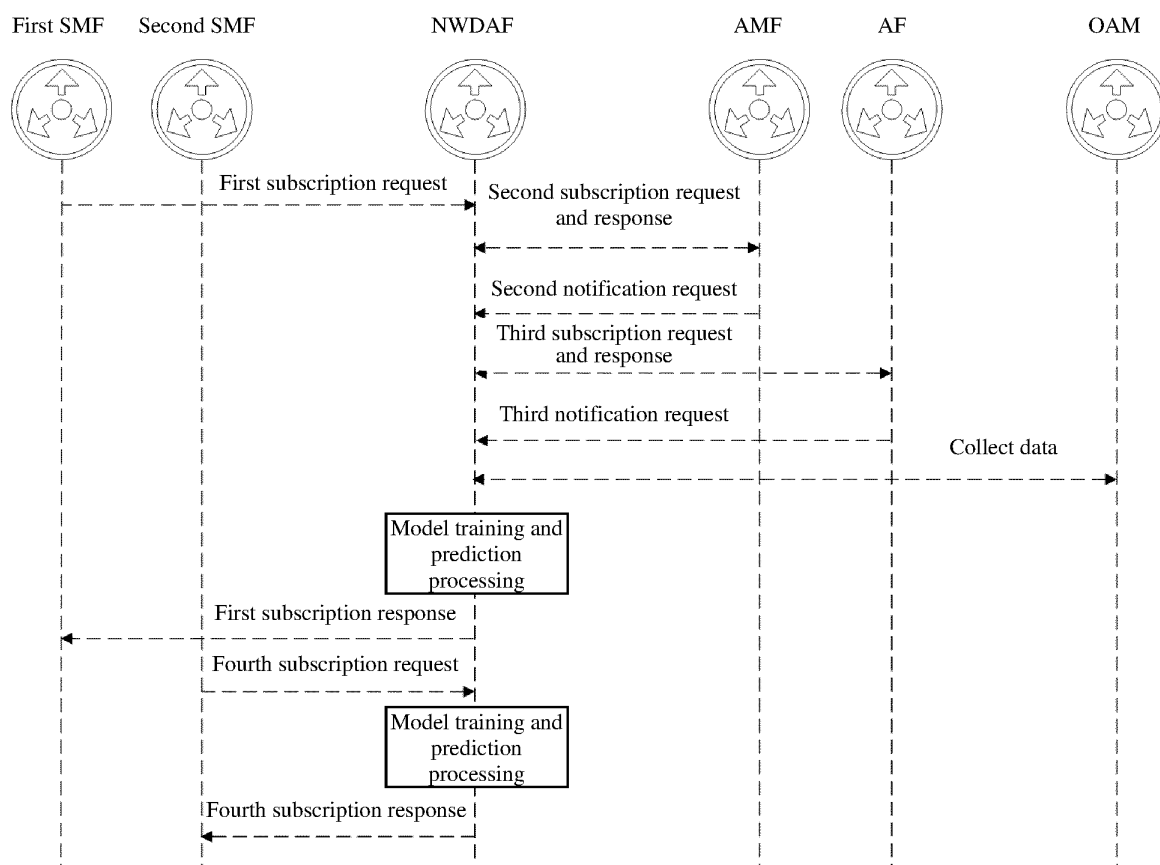 First SMF
Second SMF
NWDAF
AMF
AF
OAM
First subscription request
Second subscription request
and response
Second notification request
Third subscription request
and response
Third notification request
Collect data
Model training and
prediction
processing
First subscription response
Fourth subscription request
Model training and
prediction
processing
Fourth subscription response